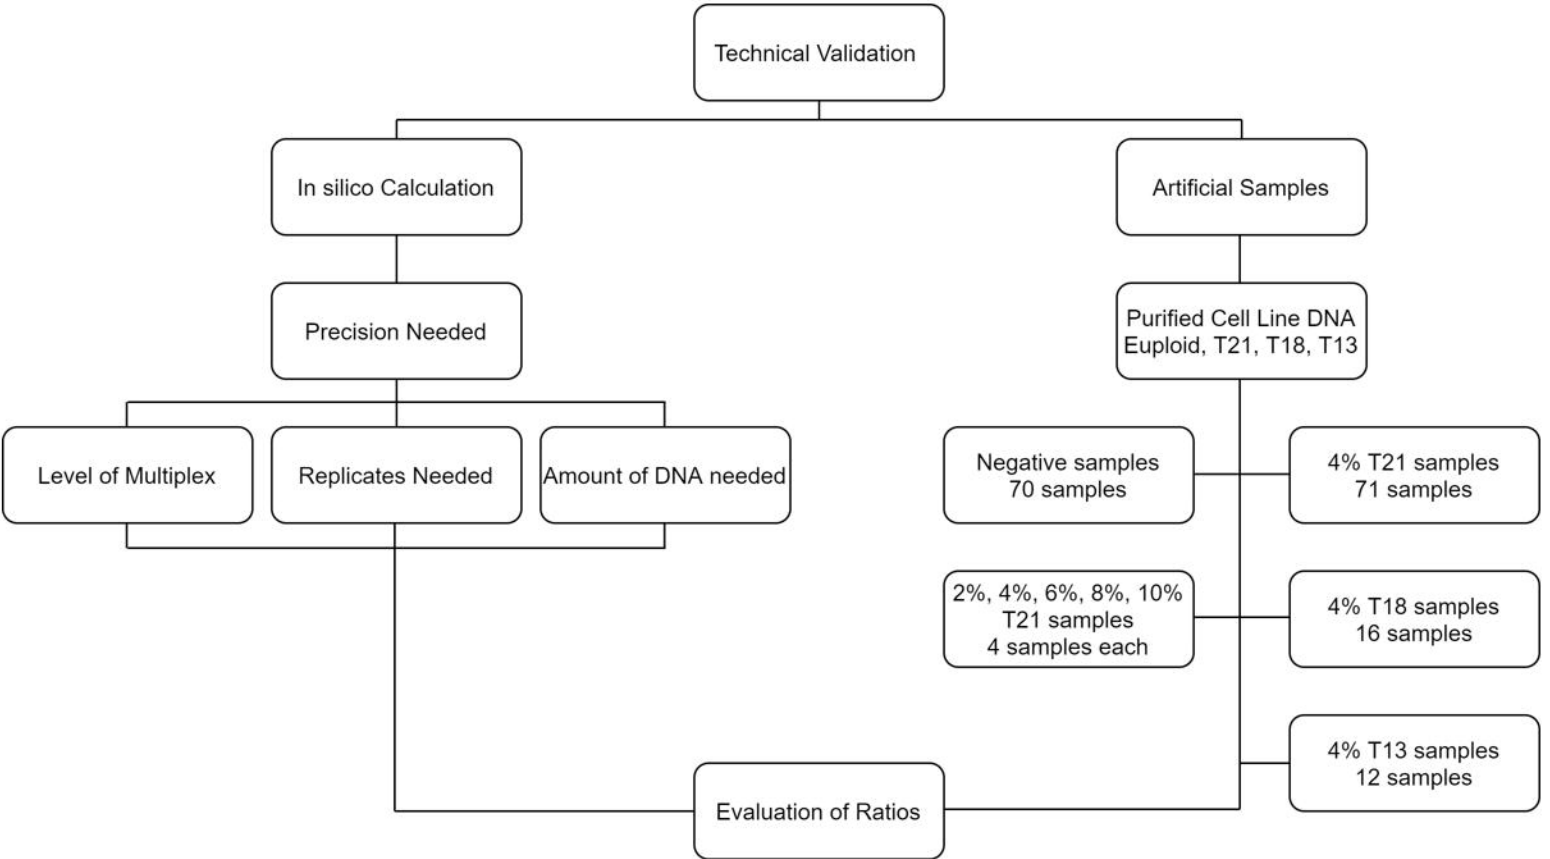 Technical Validation
In silico Calculation
Artificial Samples
Precision Needed
Purified Cell Line DNA
Euploid, T21, T18, T13
Level of Multiplex
Replicates Needed
Amount of DNA needed
Negative samples
70 samples
4% T21 samples
71 samples
2%, 4%, 6%, 8%, 10%
T21 samples
4 samples each
4% T18 samples
16 samples
4% T13 samples
12 samples
Evaluation of Ratios